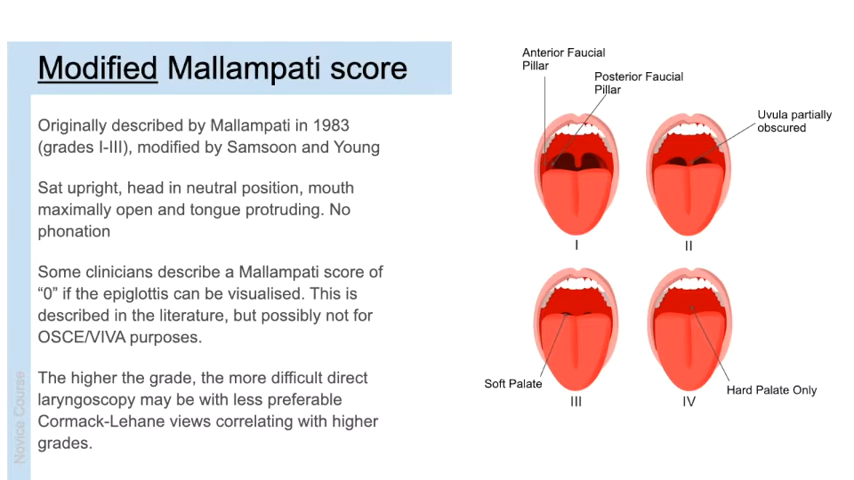 Modified Mallampati score
Originally described by Mallampati in 1983
(grades I-III), modified by Samsoon and Young
Sat upright, head in neutral position, mouth
maximally open and tongue protruding. No
phonation
Some clinicians describe a Mallampati score of
“0” if the epiglottis can be visualised. This is
described in the literature, but possibly not for
OSCE/VIVA purposes.
The higher the grade, the more difficult direct
laryngoscopy may be with less preferable
Cormack-Lehane views correlating with higher
grades.
Novice Course
Anterior Faucial
Pillar
Posterior Faucial
Pillar
Uvula partially
obscured
I
II
Soft Palate
Hard Palate Only
III
IV